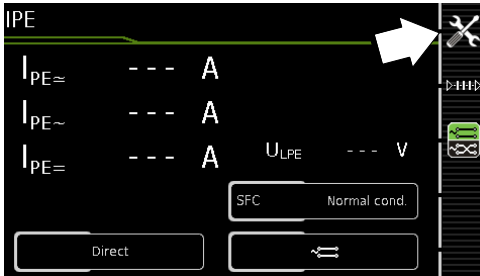 IPE
IPE≃ - - - A
IPE~ - - - A
IPE= - - - A
ULPE - - - V
SFC Normal cond.
Direct